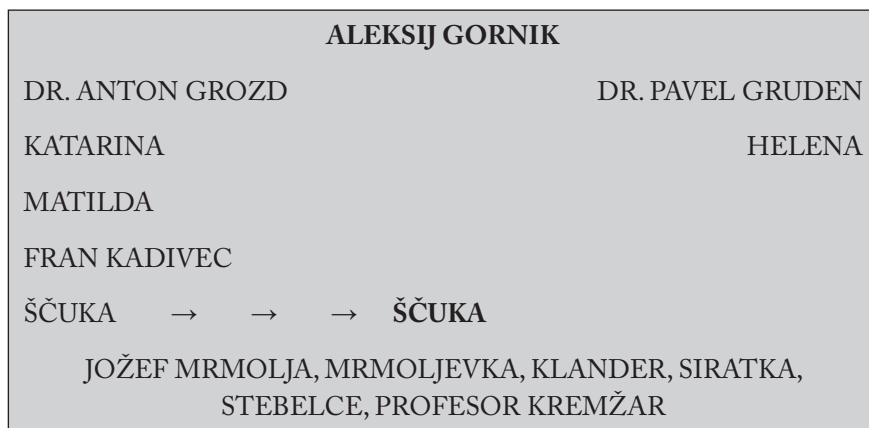 ALEKSIJ GORNIK
DR. ANTON GROZD DR. PAVEL GRUDEN
KATARINA HELENA
MATILDA
FRAN KADIVEC
ŠČUKA → → → ŠČUKA
JOŽEF MRMOLJA, MRMOLJEVKA, KLANDER, SIRATKA,
STEBELCE, PROFESOR KREMŽAR